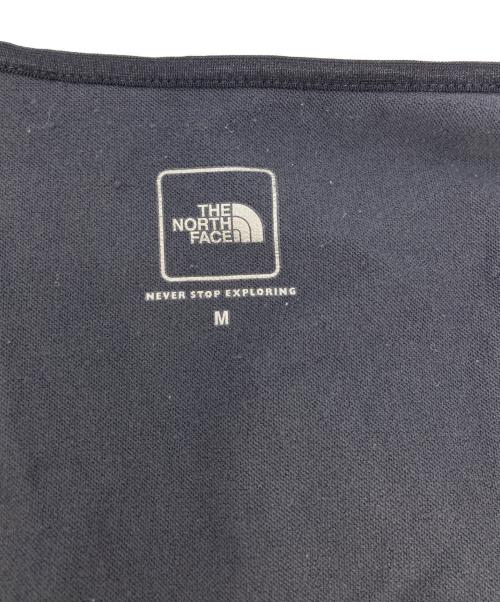 THE
NORTH
FACE
NEVER STOP EXPLORING
M